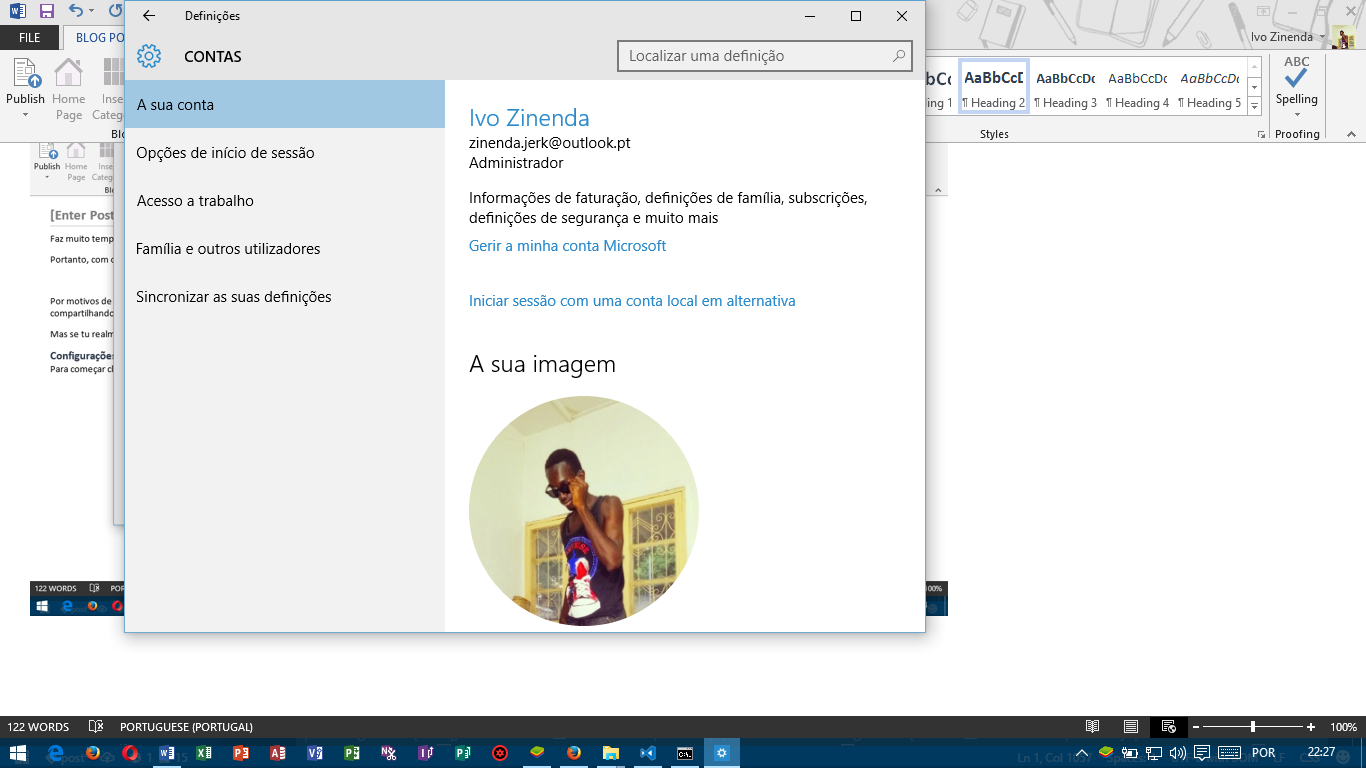 Definições
FILE
BLOG PO
Ivo Zinenda
CONTAS
Localizar uma definição
Publish
Home
Page
Inse
Categ
Blo
ing 1
AaBbCcD
¶ Heading 2
AaBbCcDc
¶ Heading 3
AaBbCcDc
¶ Heading 4
AaBbCcDc
¶ Heading 5
Styles
ABC
Spelling
Proofing
Publish
Home
Page
Inse
Categ
Blo
[Enter Post
Faz muito temp
Portanto, com o
Por motivos de
compartilhando
Mas se tu realm
Configurações
Para começar cl
A sua conta
Opções de início de sessão
Acesso a trabalho
Família e outros utilizadores
Sincronizar as suas definições
Ivo Zinenda
zinenda.jerk@outlook.pt
Administrador
Informações de faturação, definições de família, subscrições,
definições de segurança e muito mais
Gerir a minha conta Microsoft
Iniciar sessão com uma conta local em alternativa
A sua imagem
122 WORDS
POR
100%
122 WORDS
PORTUGUESE (PORTUGAL)
100%
POR
22:27